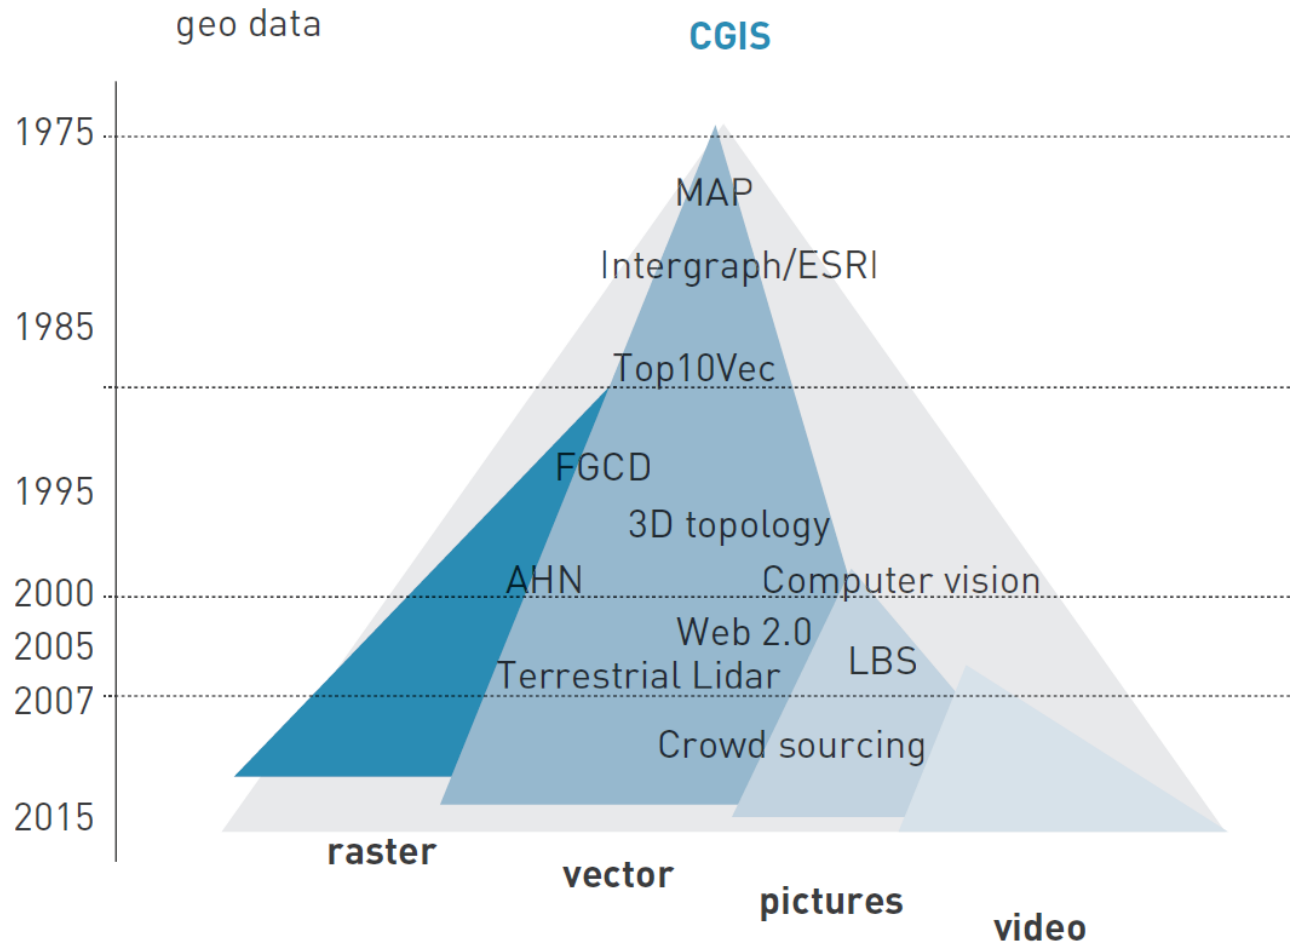 geo data
CGIS
1975
MAP
Intergraph/ESRI
1985
Top10Vec
FGCD
1995
3D topology
AHN
Computer vision
2000
Web 2.0
2005
LBS
Terrestrial Lidar
2007
Crowd sourcing
2015
raster
vector
pictures
video